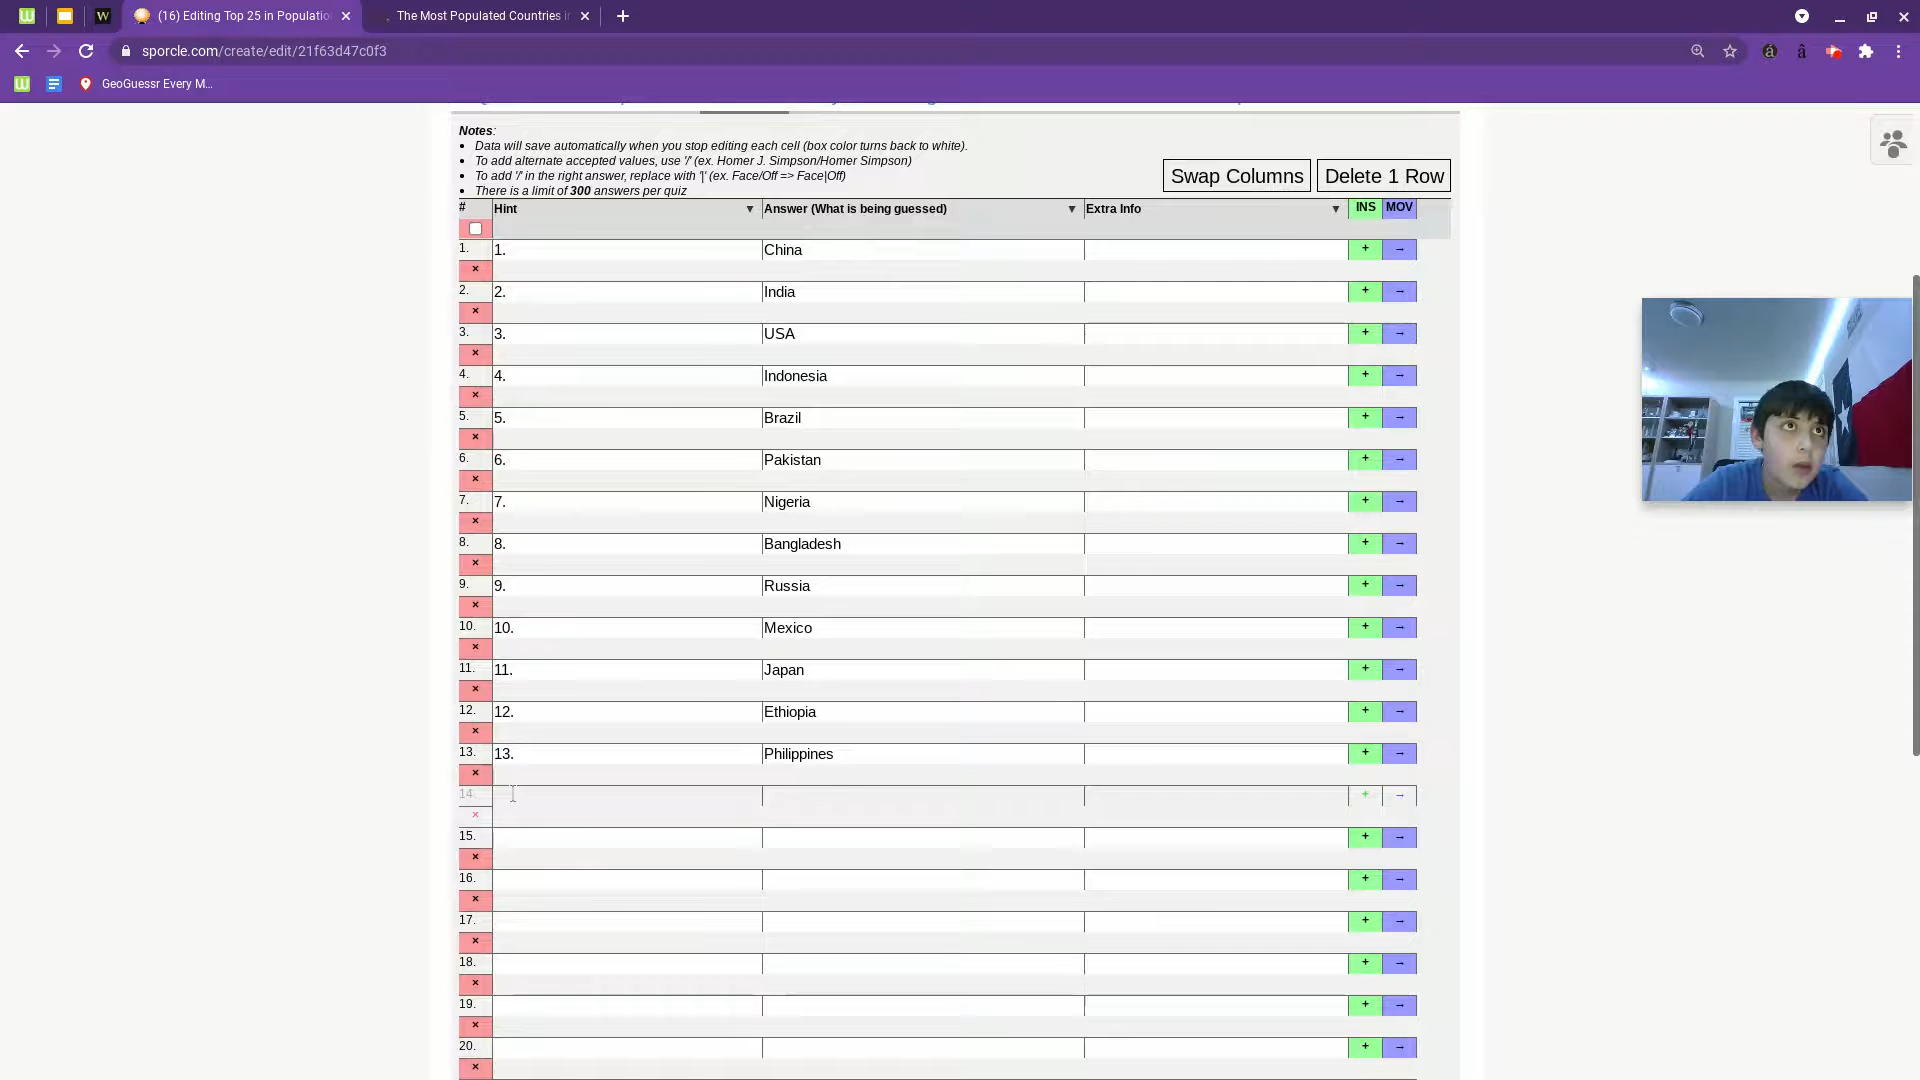 (16) Editing Top 25 in Populatio
The Most Populated Countries i
sporcle.com/create/edit/21f63d47c0f3
GeoGuessr Every M...
Notes:
Data will save automatically when you stop editing each cell (box color turns back to white).
To add alternate accepted values, use '/' (ex. Homer J. Simpson/Homer Simpson)
To add '/' in the right answer, replace with '|' (ex. Face/Off => Face|Off)
There is a limit of 300 answers per quiz
Swap Columns Delete 1 Row
# Hint Answer (What is being guessed) Extra Info INS MOV
1. 1. China
2. 2. India
3. 3. USA
4. 4. Indonesia
5. 5. Brazil
6. 6. Pakistan
7. 7. Nigeria
8. 8. Bangladesh
9. 9. Russia
10. 10. Mexico
11. 11. Japan
12. 12. Ethiopia
13. 13. Philippines
14.
15.
16.
17.
18.
19.
20.